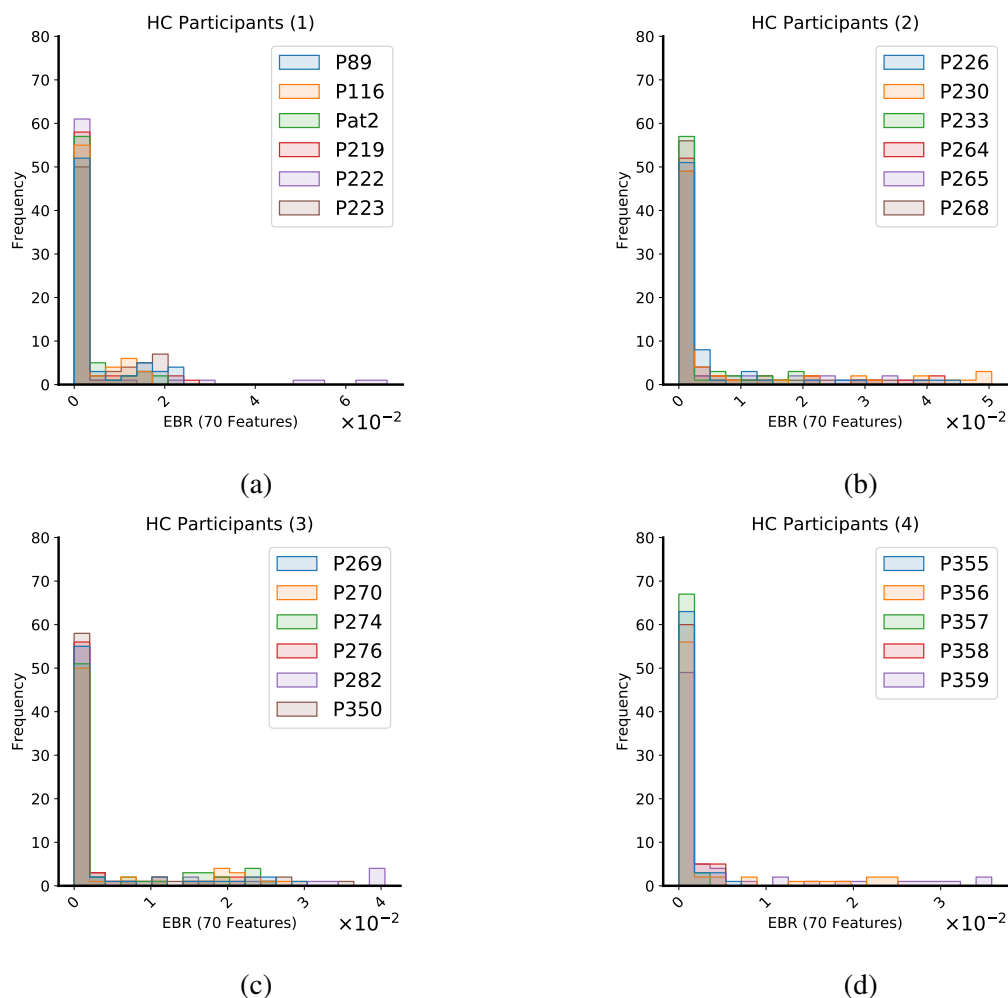 HC Participants (1)
80
70
60
50
40
30
20
10
0
Frequency
P89
P116
Pat2
P219
P222
P223
0
2
4
6
EBR (70 Features)
×10⁻²
(a)
HC Participants (2)
80
70
60
50
40
30
20
10
0
Frequency
P226
P230
P233
P264
P265
P268
0
1
2
3
4
5
EBR (70 Features)
×10⁻²
(b)
HC Participants (3)
80
70
60
50
40
30
20
10
0
Frequency
P269
P270
P274
P276
P282
P350
0
1
2
3
4
EBR (70 Features)
×10⁻²
(c)
HC Participants (4)
80
70
60
50
40
30
20
10
0
Frequency
P355
P356
P357
P358
P359
0
1
2
3
EBR (70 Features)
×10⁻²
(d)